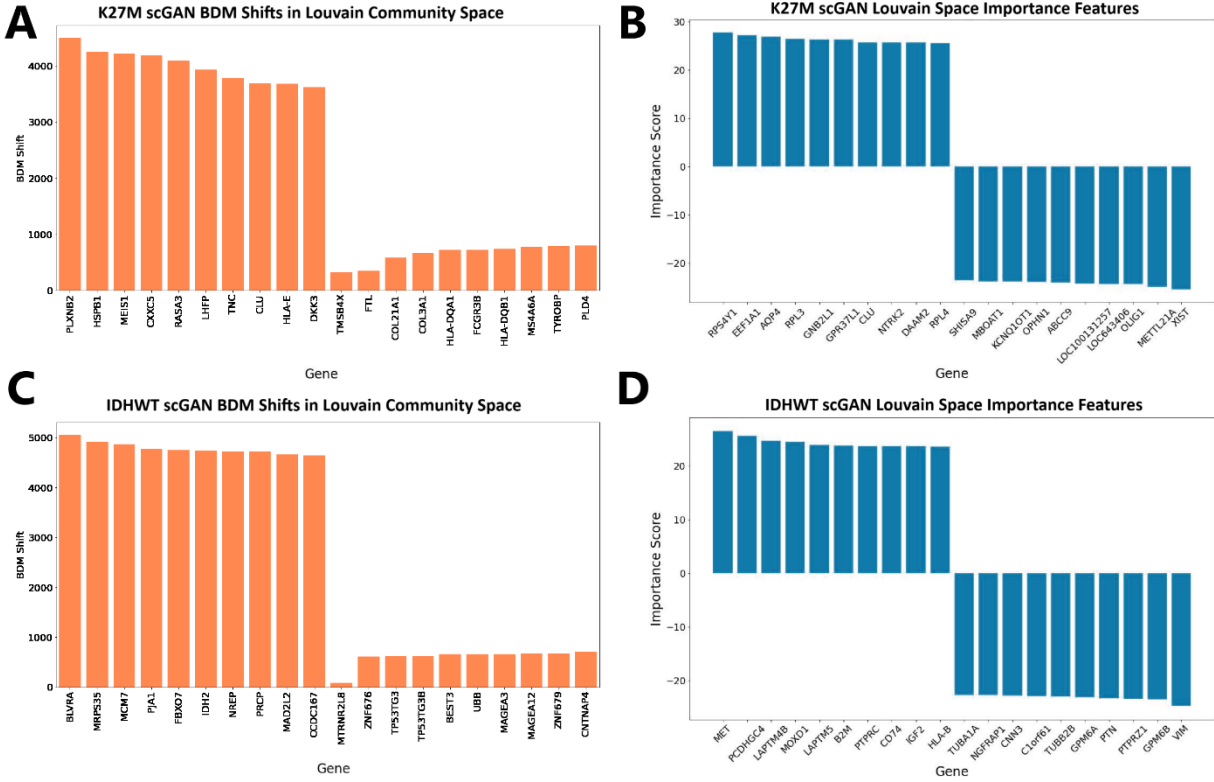 A
K27M scGAN BDM Shifts in Louvain Community Space
BDM Shift
4000
3000
2000
1000
0
PLXNB2
HSPB1
MEIS1
CXXC5
RASA3
LHFP
TNC
CLU
HLA-E
DKK3
TMSB4X
FTL
COL21A1
COL3A1
HLA-DQA1
FCGR3B
HLA-DQB1
MS4A6A
TYROBP
PLD4
Gene
B
K27M scGAN Louvain Space Importance Features
Importance Score
30
20
10
0
−10
−20
RPS4Y1
EEF1A1
AQP4
RPL3
GNB2L1
GPR37L1
CLU
NTRK2
DAAM2
RPL4
SHISA9
MBOAT1
KCNQ1OT1
OPHN1
ABCC9
LOC100131257
LOC643406
OLIG1
METTL21A
XIST
Gene
C
IDHWT scGAN BDM Shifts in Louvain Community Space
BDM Shift
5000
4000
3000
2000
1000
0
BLVRA
MRPS35
MCM7
PJA1
FBXO7
IDH2
NREP
PRCP
MAD2L2
CCDC167
MTRNR2L8
ZNF676
TP53TG3
TP53TG3B
BEST3
UBB
MAGEA3
MAGEA12
ZNF679
CNTNAP4
Gene
D
IDHWT scGAN Louvain Space Importance Features
Importance Score
20
10
0
−10
−20
MET
PCDHGC4
LAPTM4B
MOXD1
LAPTM5
B2M
PTPRC
CD74
IGF2
HLA-B
TUBA1A
NGFRAP1
CNN3
C1orf61
TUBB2B
GPM6A
PTN
PTPRZ1
GPM6B
VIM
Gene